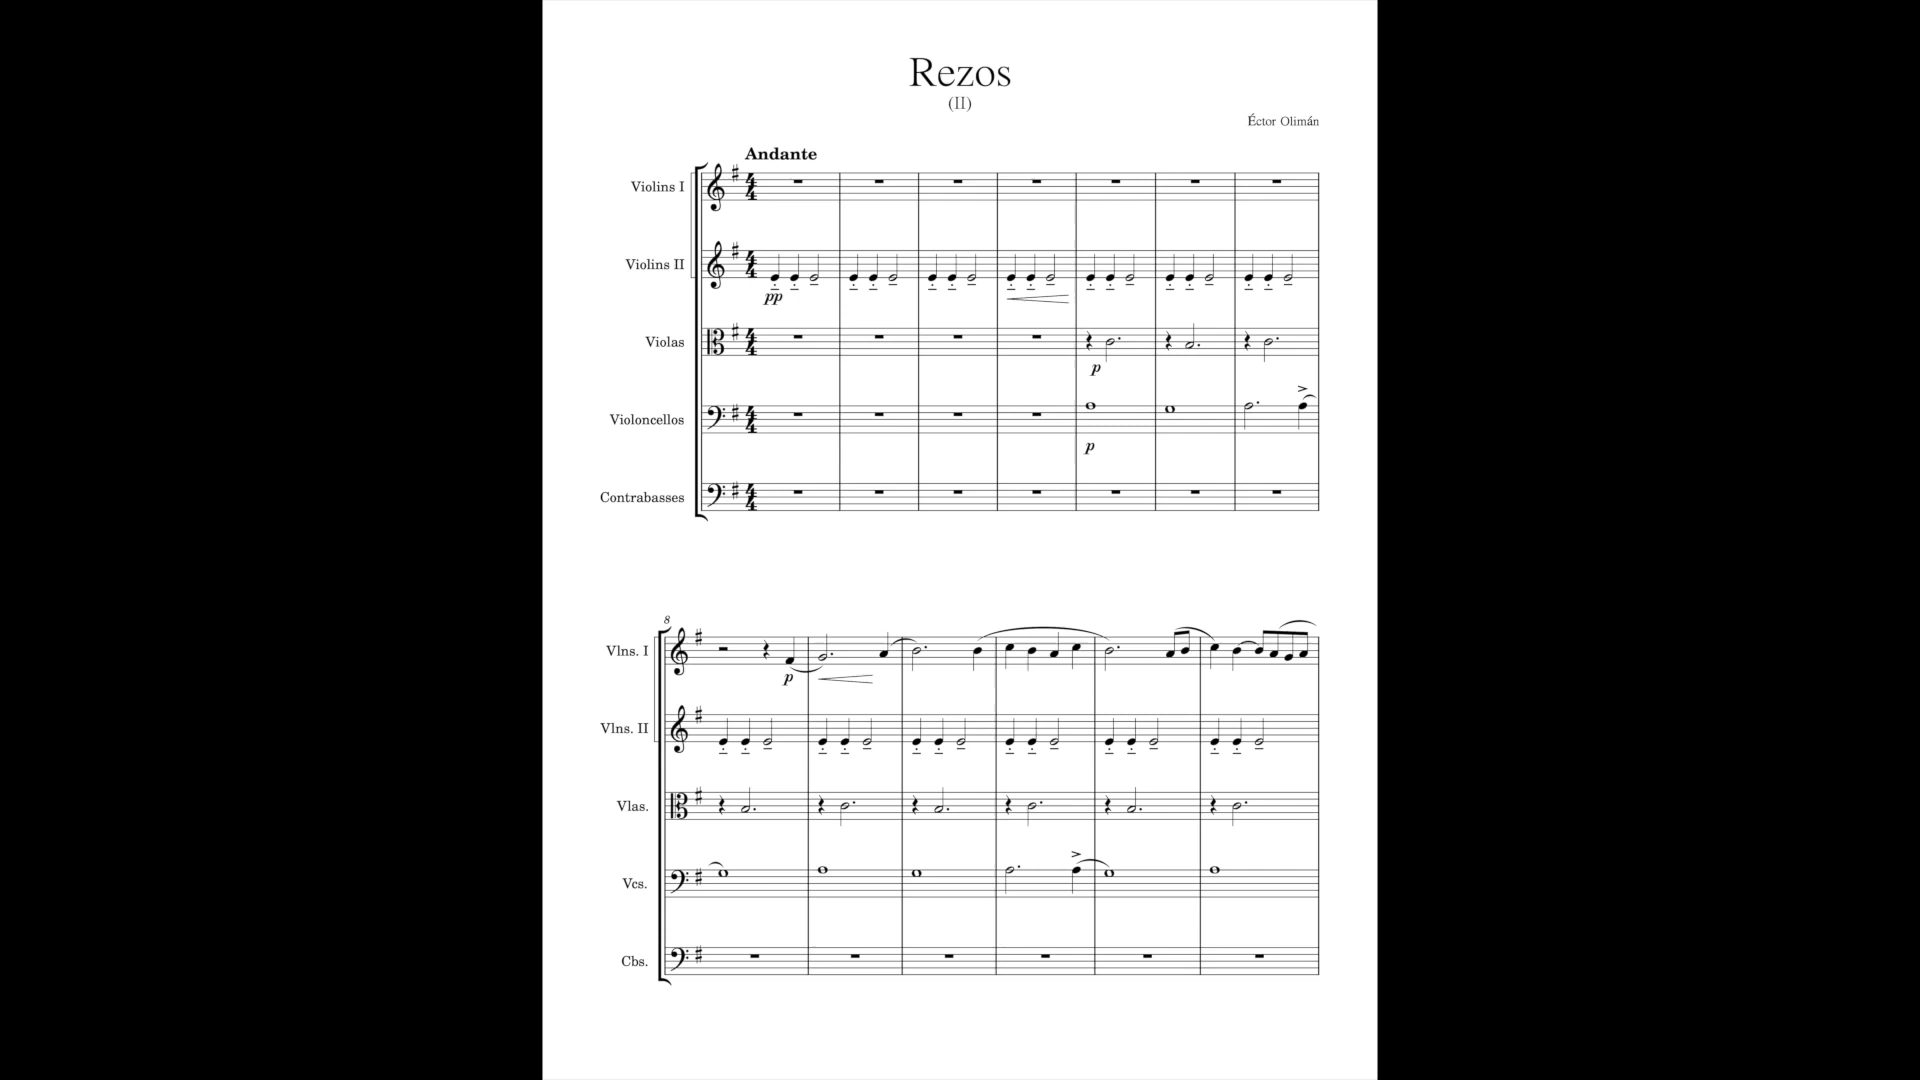 Rezos
(II)
Éctor Olimán
Andante
Violins I
Violins II
pp
Violas
p
Violoncellos
p
Contrabasses
8
Vlns. I
p
Vlns. II
Vlas.
Vcs.
Cbs.